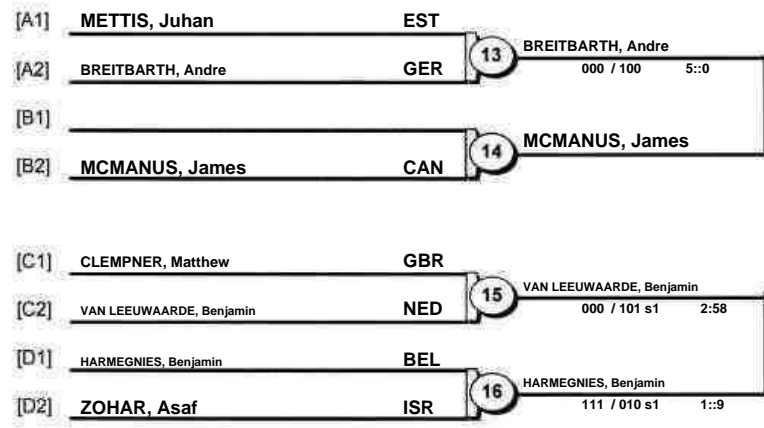 [A1] METTIS, Juhan EST
[A2] BREITBARTH, Andre GER
13
BREITBARTH, Andre
000 / 100 5::0
[B1]
[B2] MCMANUS, James CAN
14
MCMANUS, James
[C1] CLEMPNER, Matthew GBR
[C2] VAN LEEUWAARDE, Benjamin NED
15
VAN LEEUWAARDE, Benjamin
000 / 101 s1 2:58
[D1] HARMEGNIES, Benjamin BEL
[D2] ZOHAR, Asaf ISR
16
HARMEGNIES, Benjamin
111 / 010 s1 1::9